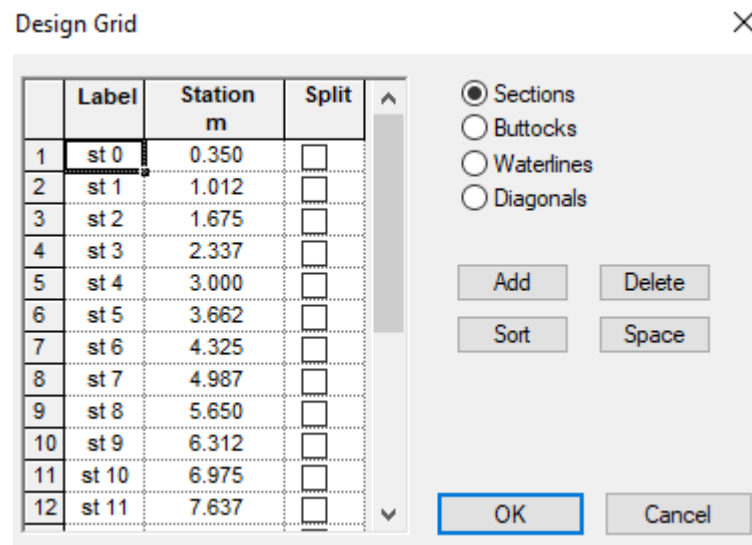 Design Grid
Label Station m Split
1 st 0 0.350
2 st 1 1.012
3 st 2 1.675
4 st 3 2.337
5 st 4 3.000
6 st 5 3.662
7 st 6 4.325
8 st 7 4.987
9 st 8 5.650
10 st 9 6.312
11 st 10 6.975
12 st 11 7.637
Sections
Buttocks
Waterlines
Diagonals
Add Delete
Sort Space
OK Cancel